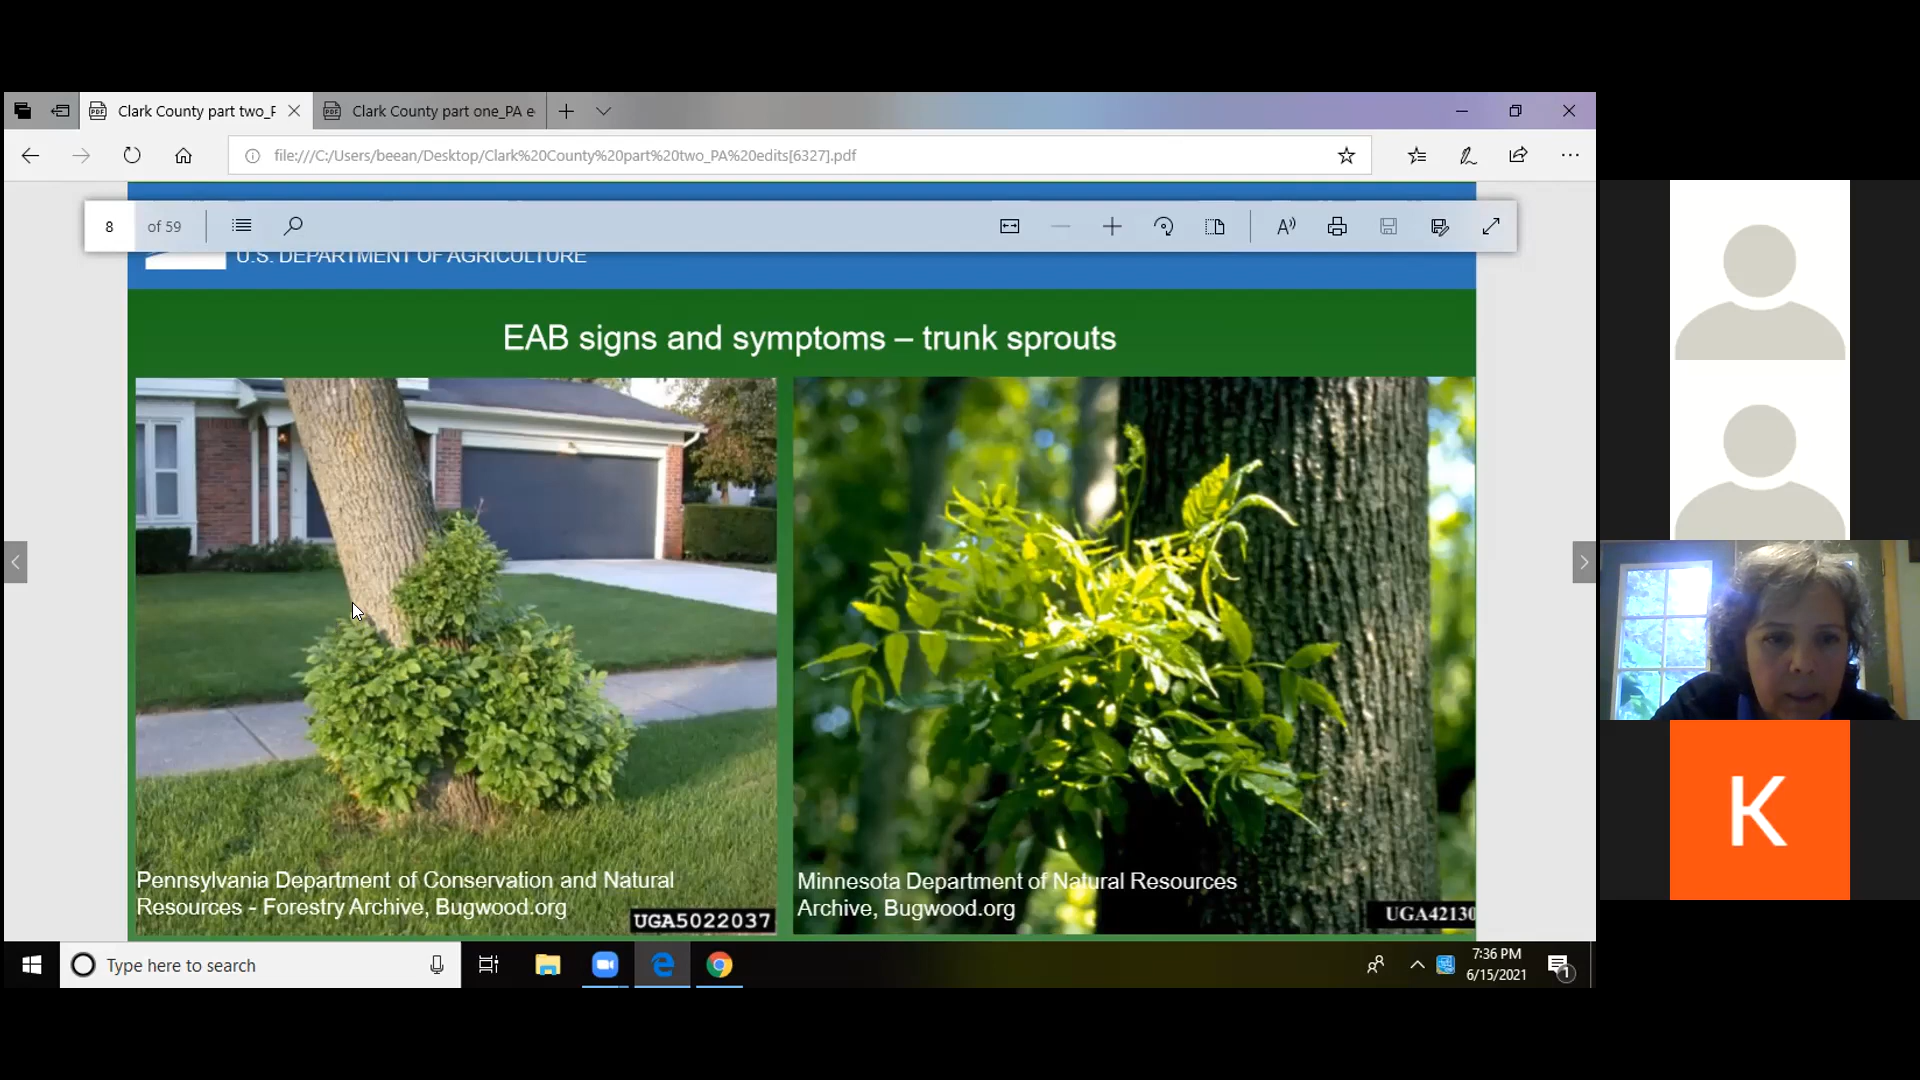 Clark County part two_F
Clark County part one_PA e
file:///C:/Users/beean/Desktop/Clark%20County%20part%20two_PA%20edits[6327].pdf
8 of 59
U.S. DEPARTMENT OF AGRICULTURE
EAB signs and symptoms – trunk sprouts
Pennsylvania Department of Conservation and Natural
Resources - Forestry Archive, Bugwood.org
UGA5022037
Minnesota Department of Natural Resources
Archive, Bugwood.org
UGA42130
K
Type here to search
7:36 PM
6/15/2021
1